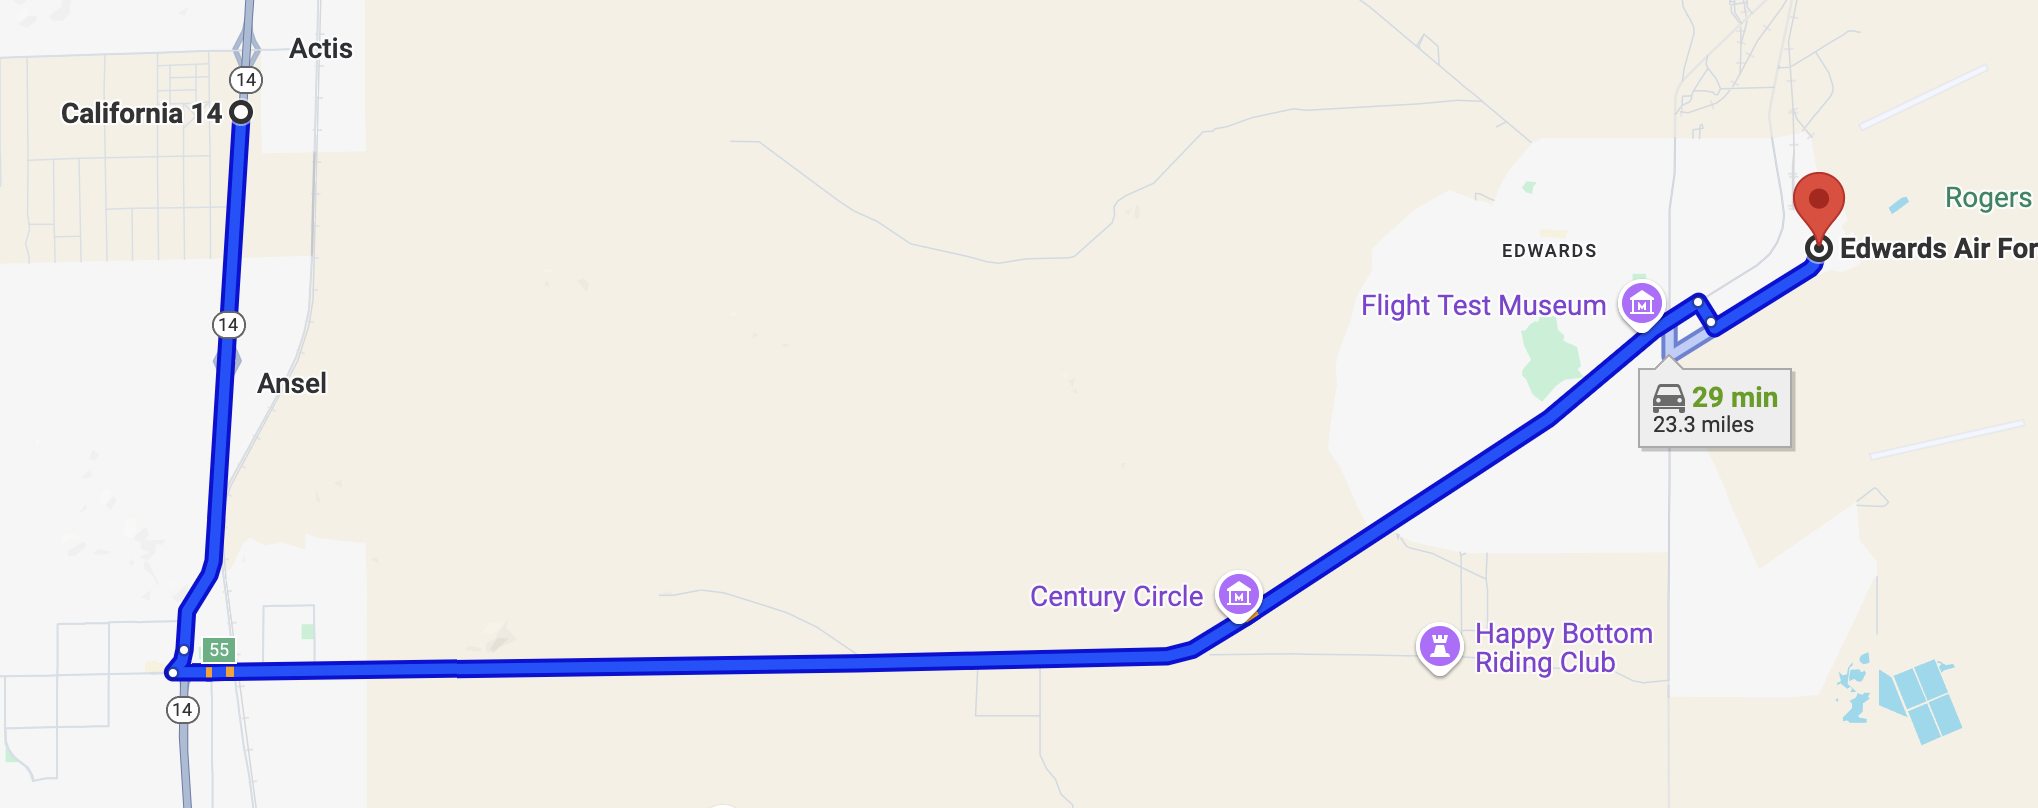 Actis
14
California 14
Rogers
EDWARDS
Edwards Air For
Flight Test Museum
14
Ansel
29 min
23.3 miles
Century Circle
Happy Bottom
Riding Club
55
14